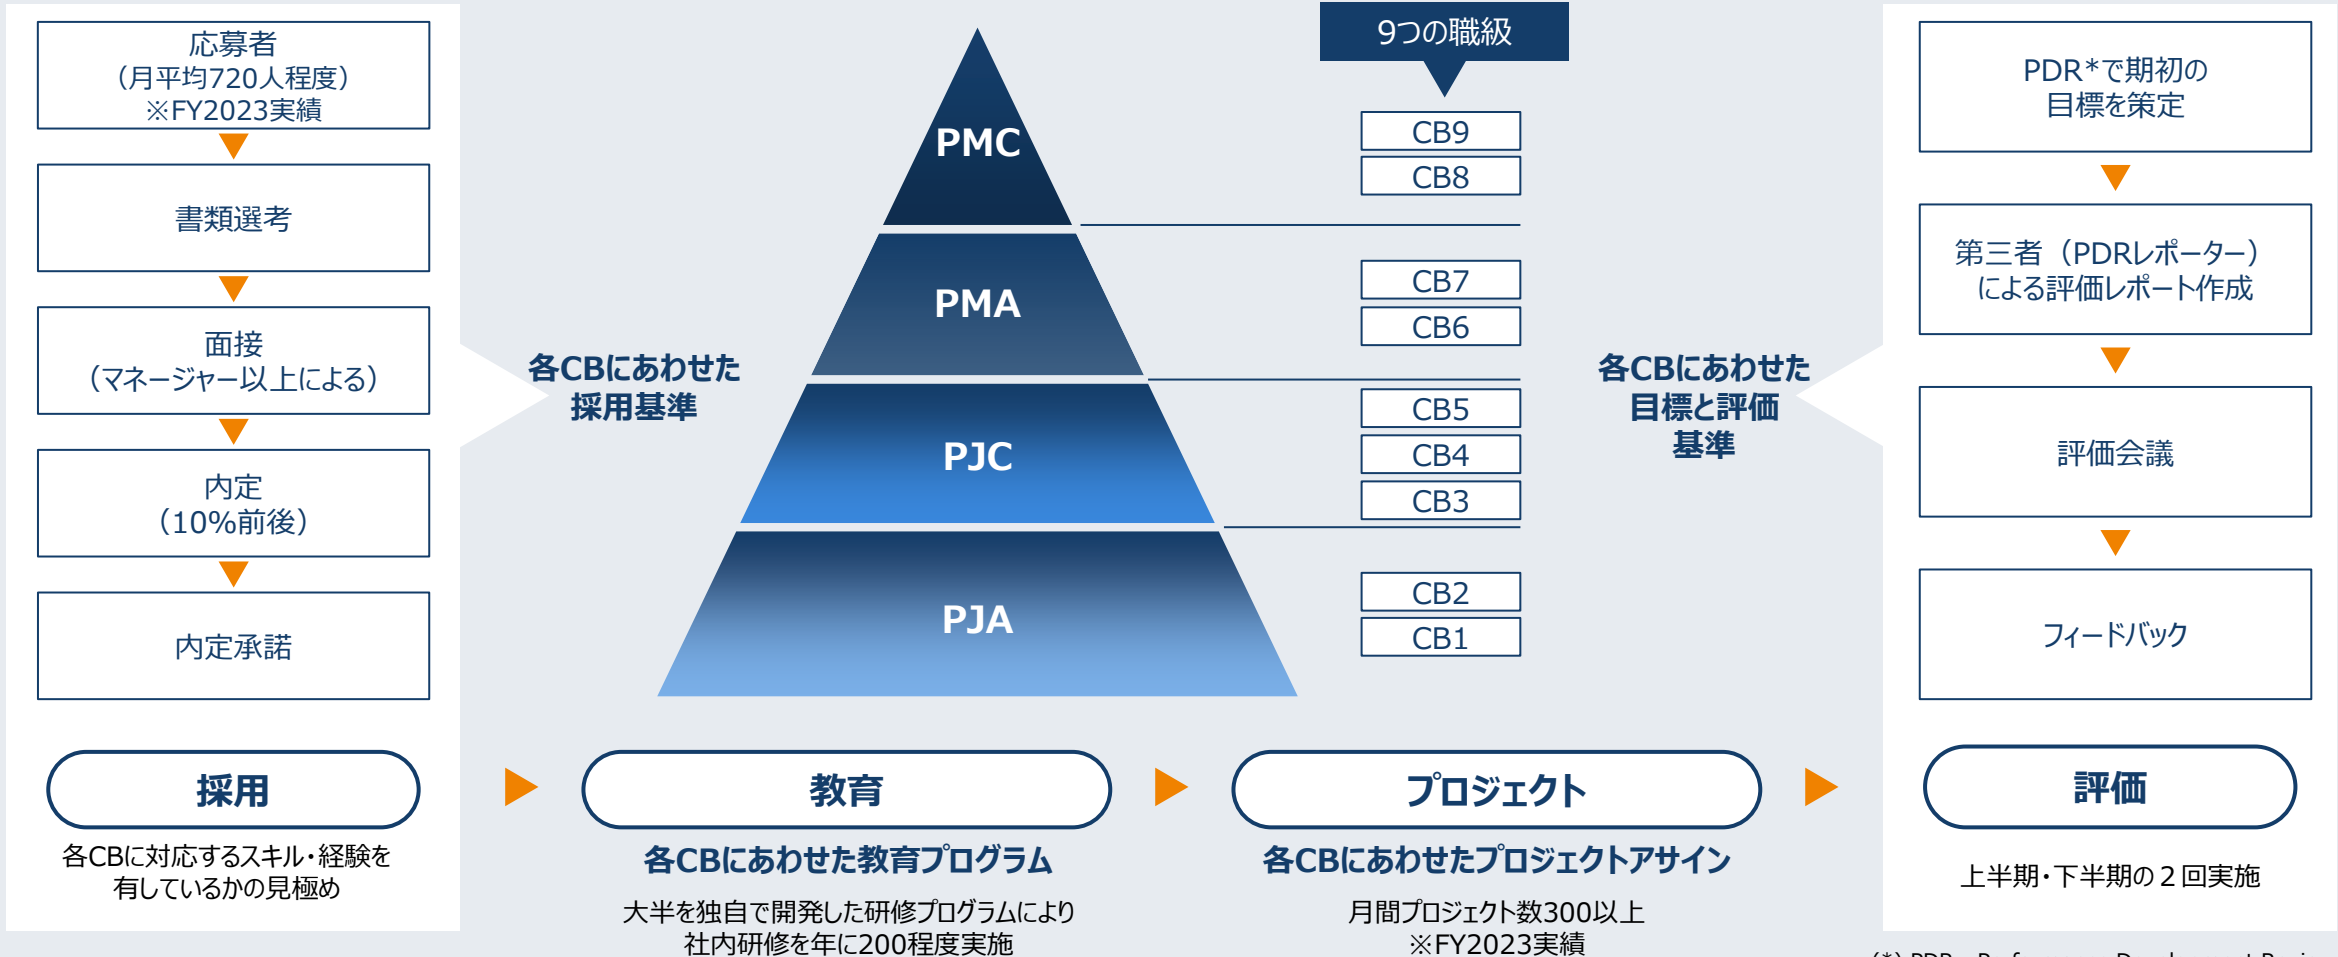 応募者
（月平均720人程度）
※FY2023実績
書類選考
面接
（マネージャー以上による）
内定
（10%前後）
内定承諾
採用
各CBに対応するスキル・経験を
有しているかの見極め
各CBにあわせた
採用基準
PMC
PMA
PJC
PJA
9つの職級
CB9
CB8
CB7
CB6
CB5
CB4
CB3
CB2
CB1
教育
各CBにあわせた教育プログラム
大半を独自で開発した研修プログラムにより
社内研修を年に200程度実施
プロジェクト
各CBにあわせたプロジェクトアサイン
月間プロジェクト数300以上
※FY2023実績
各CBにあわせた
目標と評価
基準
PDR*で期初の
目標を策定
第三者（PDRレポーター）
による評価レポート作成
評価会議
フィードバック
評価
上半期・下半期の２回実施